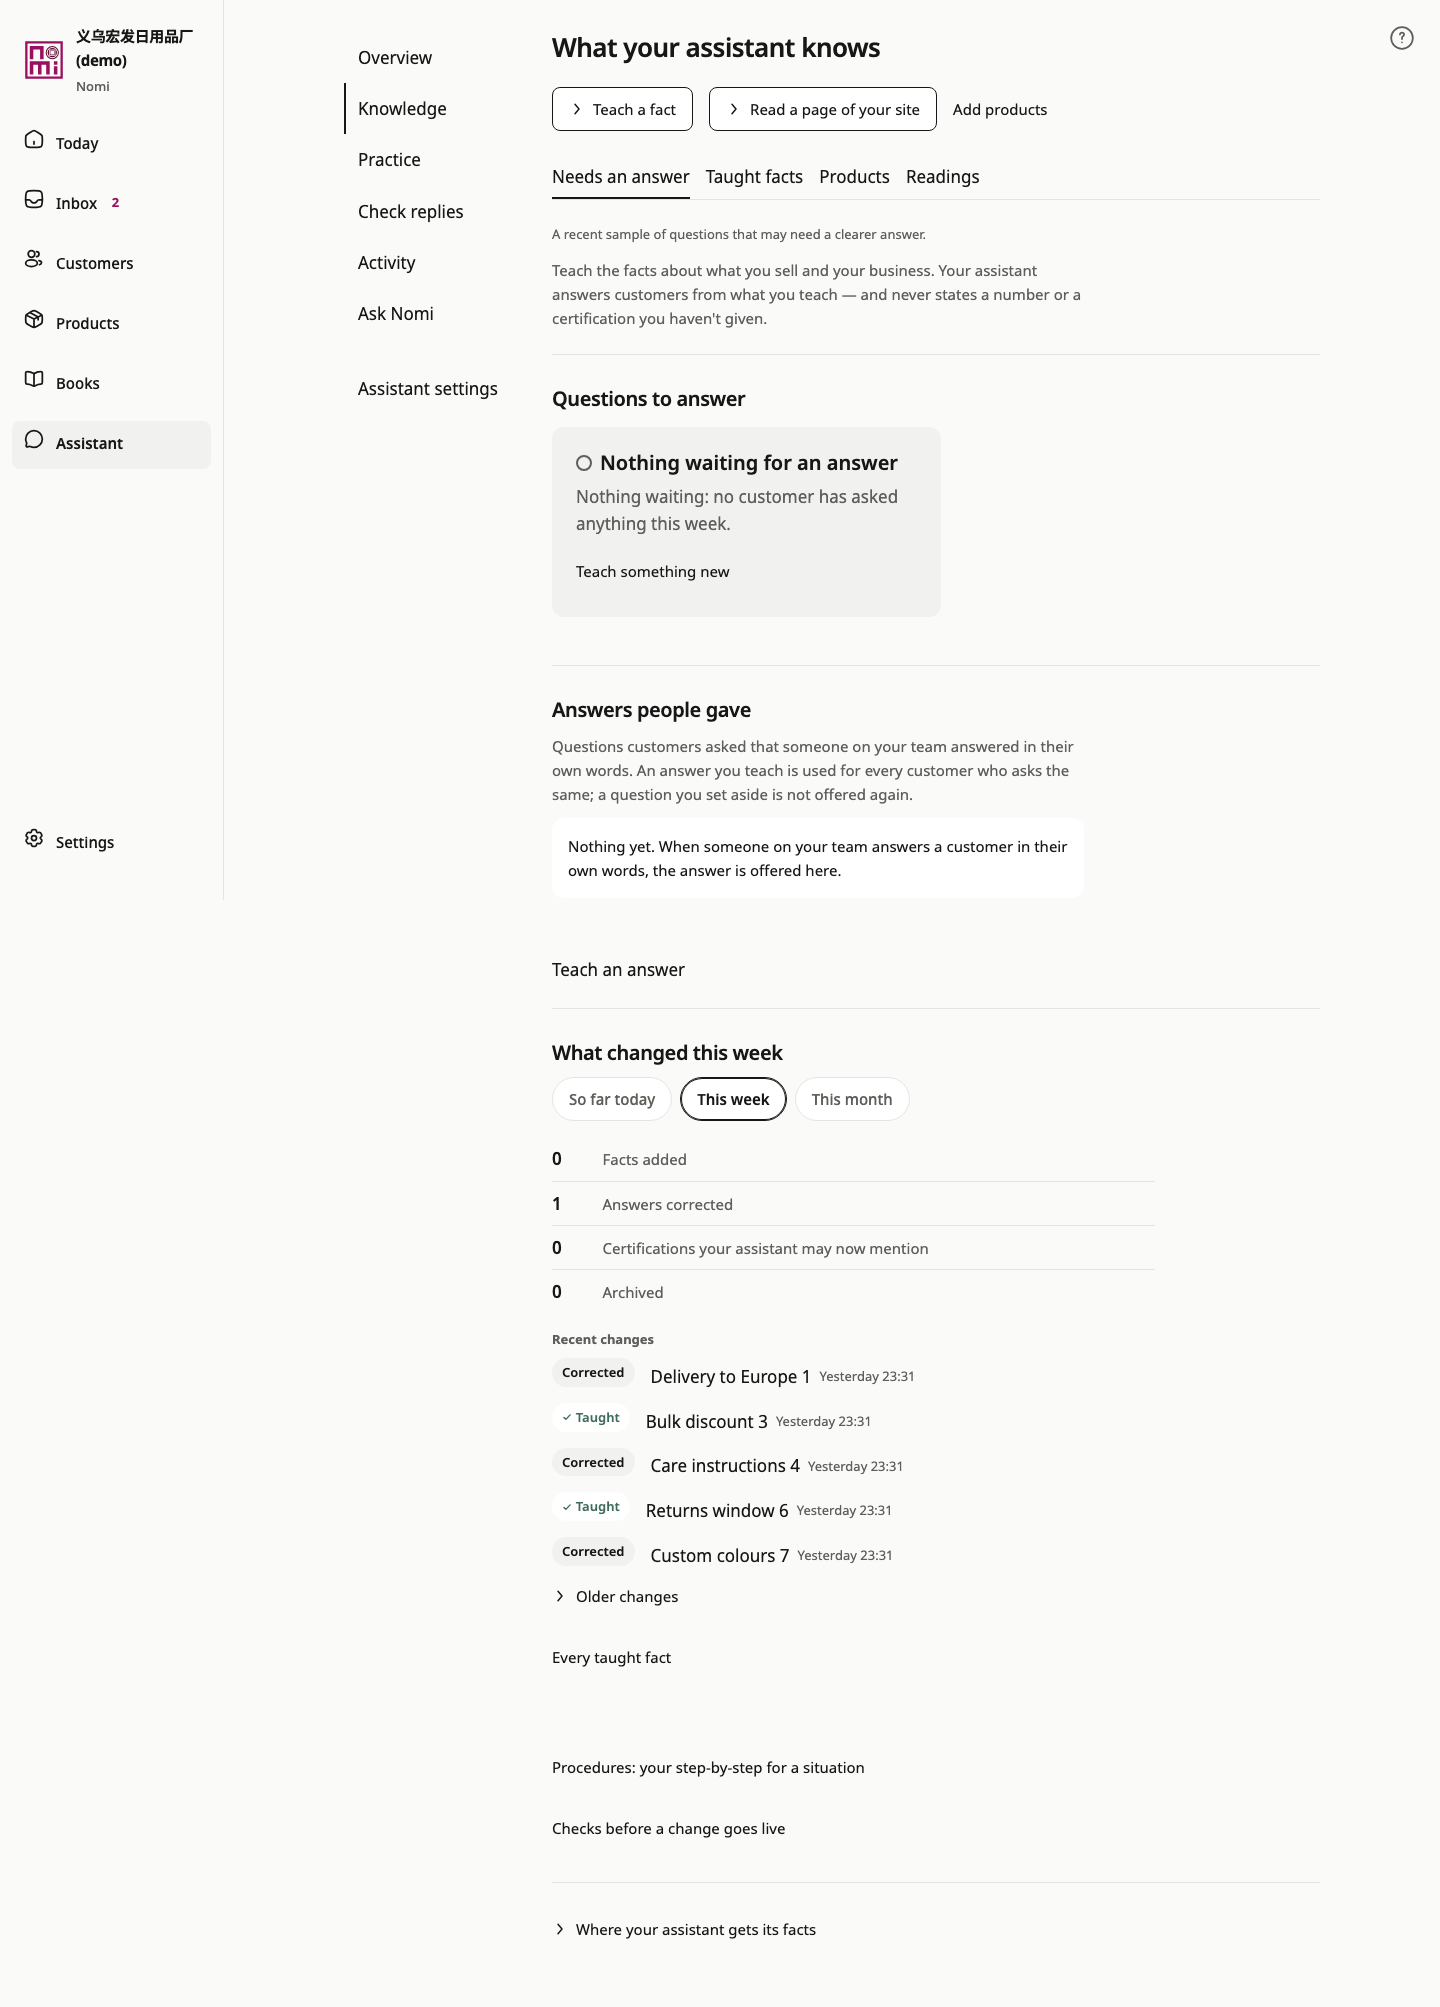 义乌宏发日用品厂
(demo)
Nomi
Today
Inbox 2
Customers
Products
Books
Assistant
Settings
Overview
Knowledge
Practice
Check replies
Activity
Ask Nomi
Assistant settings
What your assistant knows
Teach a fact
Read a page of your site
Add products
Needs an answer
Taught facts
Products
Readings
A recent sample of questions that may need a clearer answer.
Teach the facts about what you sell and your business. Your assistant
answers customers from what you teach — and never states a number or a
certification you haven't given.
Questions to answer
Nothing waiting for an answer
Nothing waiting: no customer has asked
anything this week.
Teach something new
Answers people gave
Questions customers asked that someone on your team answered in their
own words. An answer you teach is used for every customer who asks the
same; a question you set aside is not offered again.
Nothing yet. When someone on your team answers a customer in their
own words, the answer is offered here.
Teach an answer
What changed this week
So far today
This week
This month
0 Facts added
1 Answers corrected
0 Certifications your assistant may now mention
0 Archived
Recent changes
Corrected Delivery to Europe 1 Yesterday 23:31
Taught Bulk discount 3 Yesterday 23:31
Corrected Care instructions 4 Yesterday 23:31
Taught Returns window 6 Yesterday 23:31
Corrected Custom colours 7 Yesterday 23:31
Older changes
Every taught fact
Procedures: your step-by-step for a situation
Checks before a change goes live
Where your assistant gets its facts